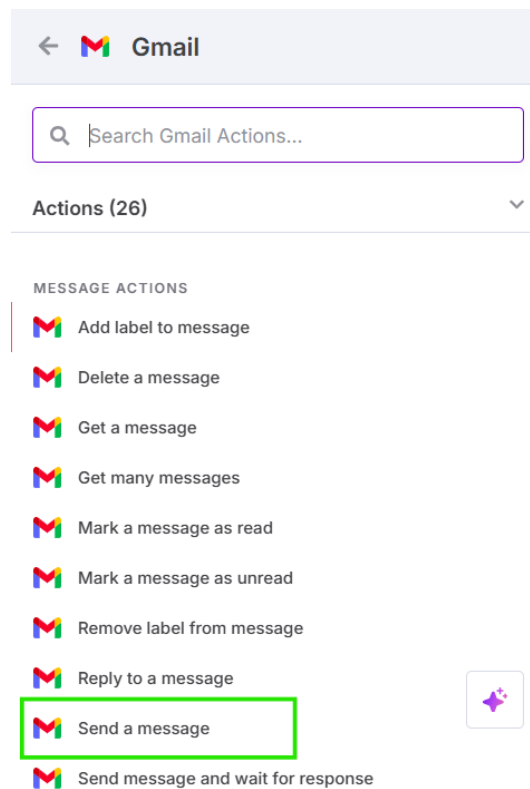 Gmail
Search Gmail Actions...
Actions (26)
MESSAGE ACTIONS
Add label to message
Delete a message
Get a message
Get many messages
Mark a message as read
Mark a message as unread
Remove label from message
Reply to a message
Send a message
Send message and wait for response